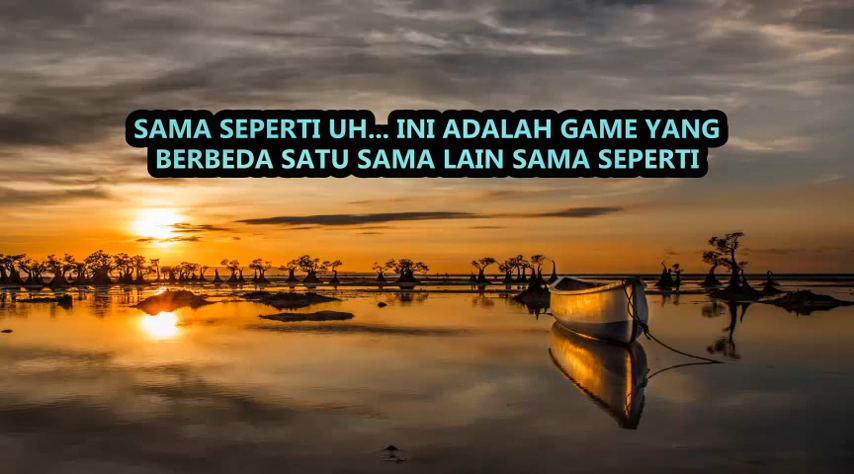 SAMA SEPERTI UH... INI ADALAH GAME YANG
BERBEDA SATU SAMA LAIN SAMA SEPERTI